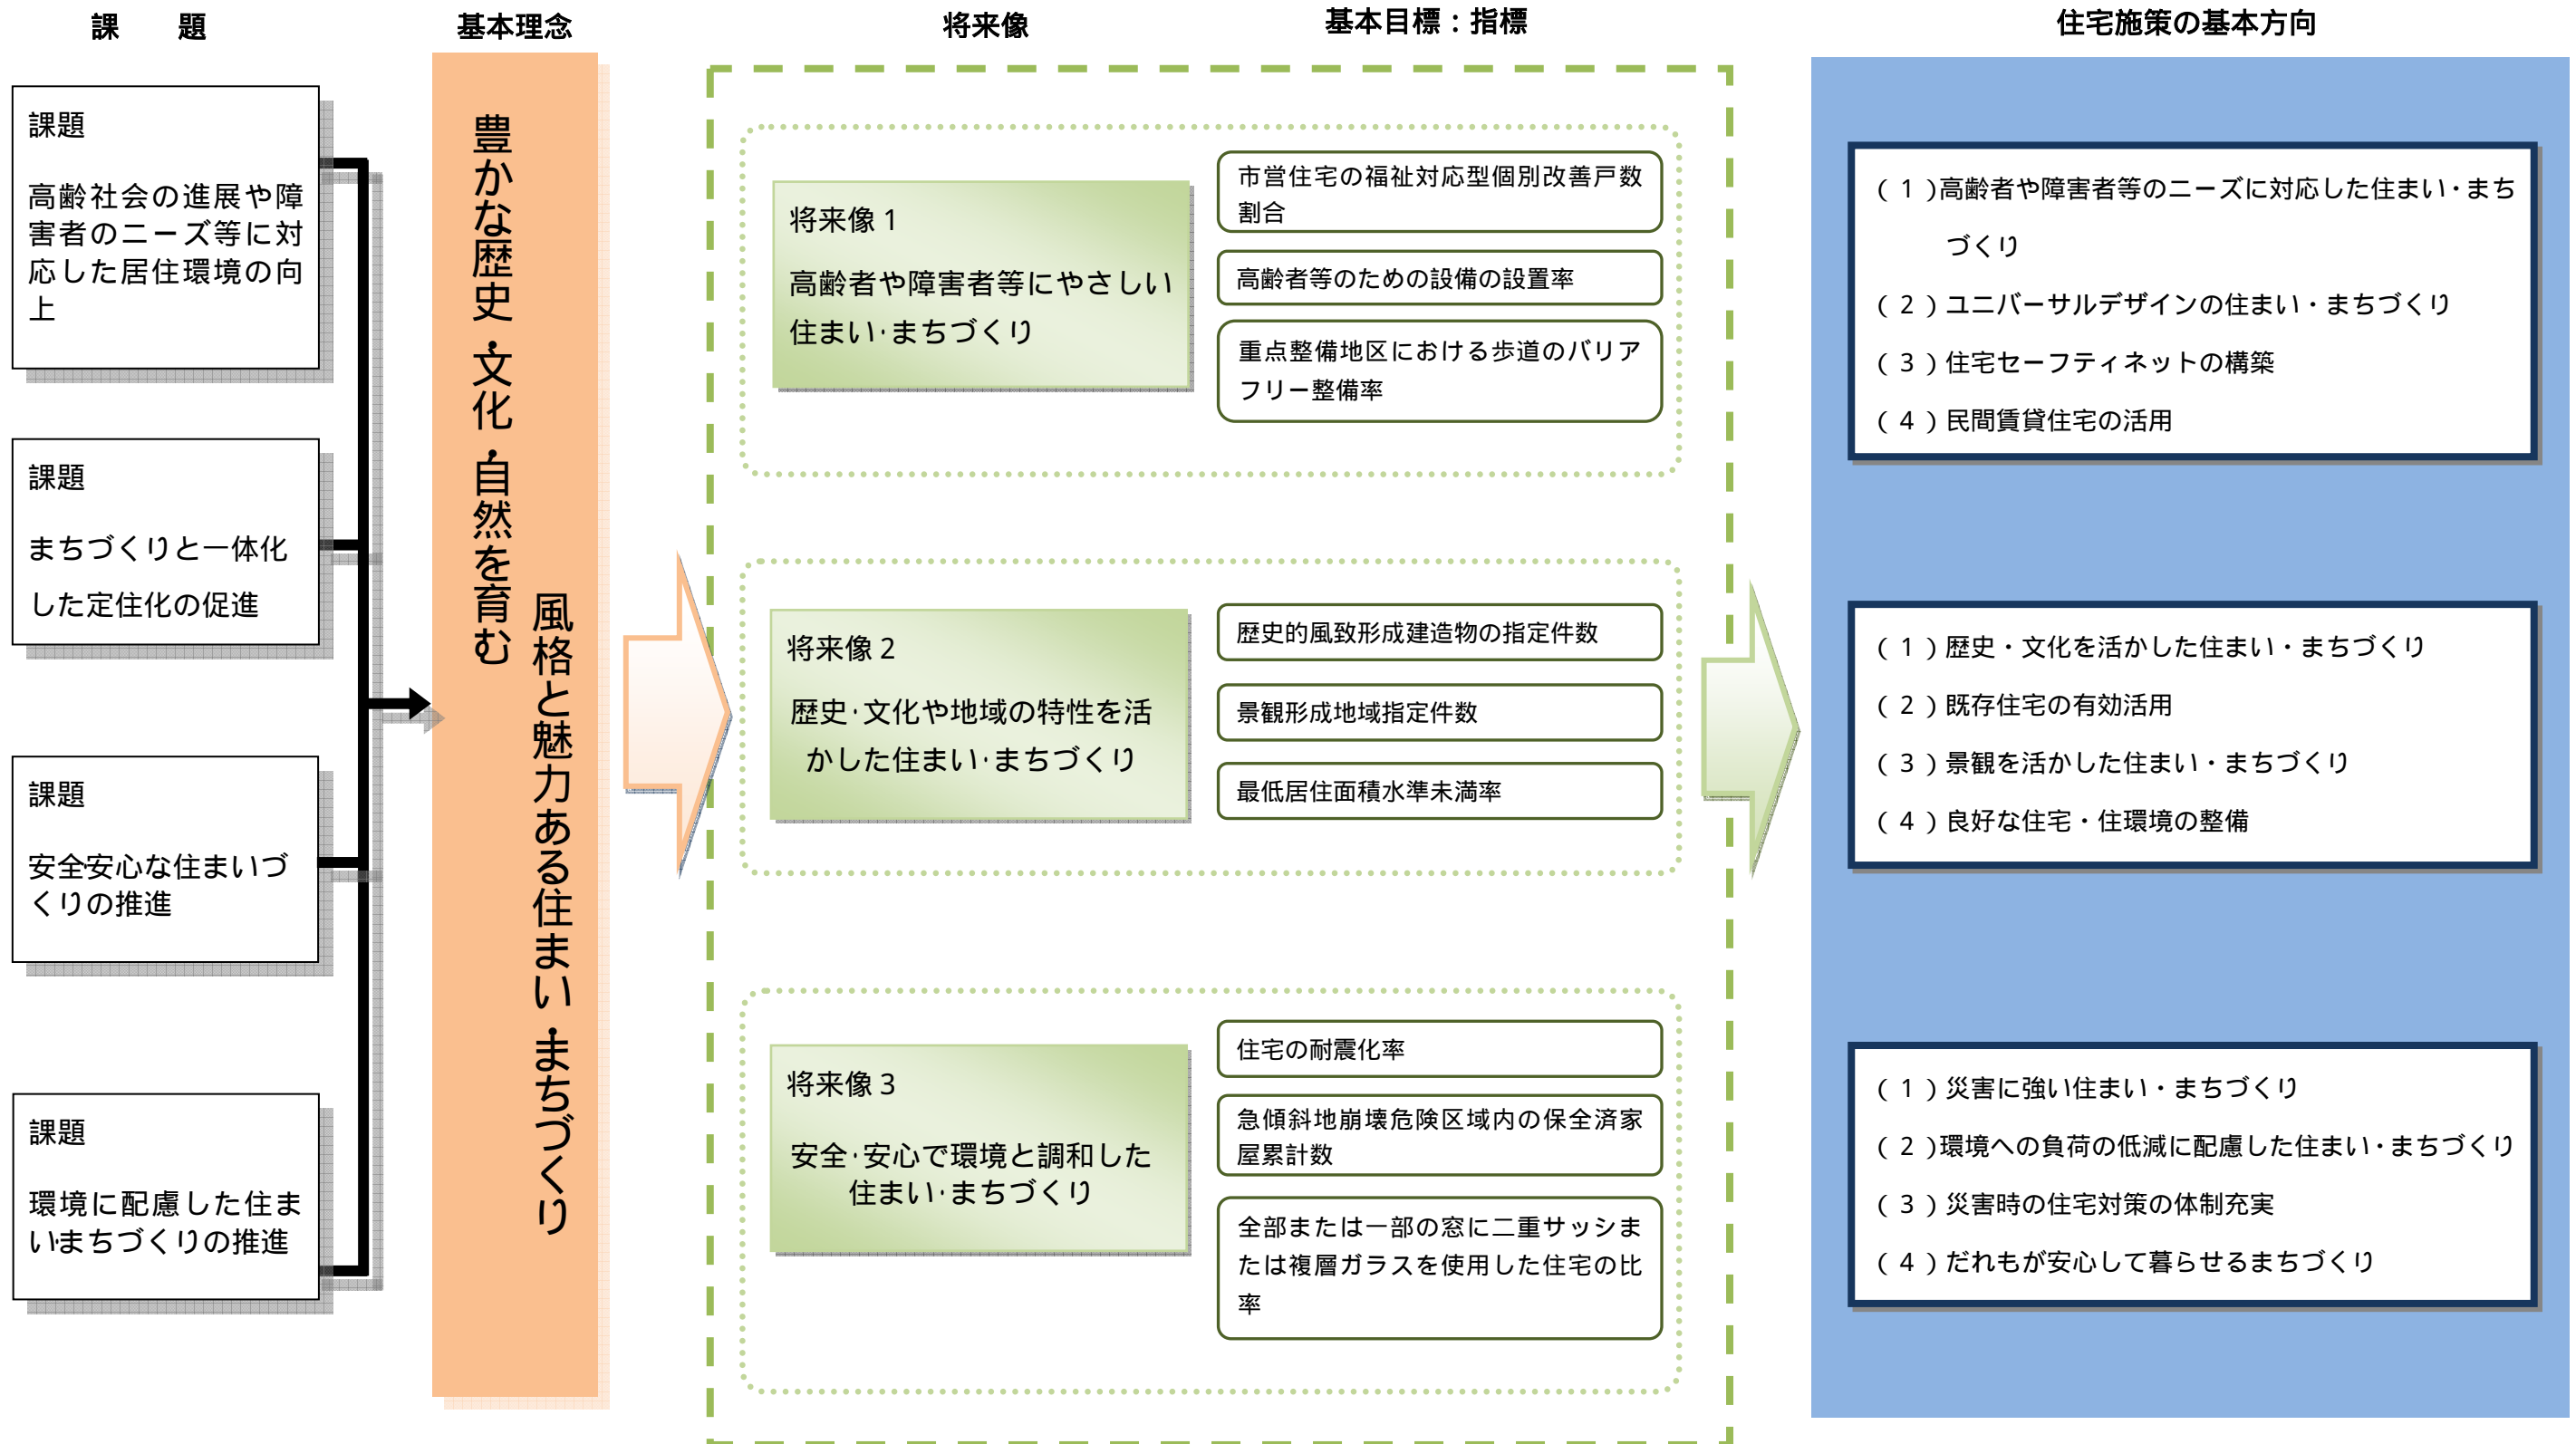 課　題
基本理念
将来像
基本目標：指標
住宅施策の基本方向
課題
高齢社会の進展や障
害者のニーズ等に対
応した居住環境の向
上
課題
まちづくりと一体化
した定住化の促進
課題
安全・安心な住まいづ
くりの推進
課題
環境に配慮した住ま
い・まちづくりの推進
豊かな歴史・文化・自然を育む
風格と魅力ある住まい・まちづくり
将来像１
高齢者や障害者等にやさしい
住まい・まちづくり
市営住宅の福祉対応型個別改善戸数
割合
高齢者等のための設備の設置率
重点整備地区における歩道のバリア
フリー整備率
将来像２
歴史・文化や地域の特性を活
かした住まい・まちづくり
歴史的風致形成建造物の指定件数
景観形成地域指定件数
最低居住面積水準未満率
将来像３
安全・安心で環境と調和した
住まい・まちづくり
住宅の耐震化率
急傾斜地崩壊危険区域内の保全済家
屋累計数
全部または一部の窓に二重サッシま
たは複層ガラスを使用した住宅の比
率
（１）高齢者や障害者等のニーズに対応した住まい・まち
づくり
（２）ユニバーサルデザインの住まい・まちづくり
（３）住宅セーフティネットの構築
（４）民間賃貸住宅の活用
（１）歴史・文化を活かした住まい・まちづくり
（２）既存住宅の有効活用
（３）景観を活かした住まい・まちづくり
（４）良好な住宅・住環境の整備
（１）災害に強い住まい・まちづくり
（２）環境への負荷の低減に配慮した住まい・まちづくり
（３）災害時の住宅対策の体制充実
（４）だれもが安心して暮らせるまちづくり